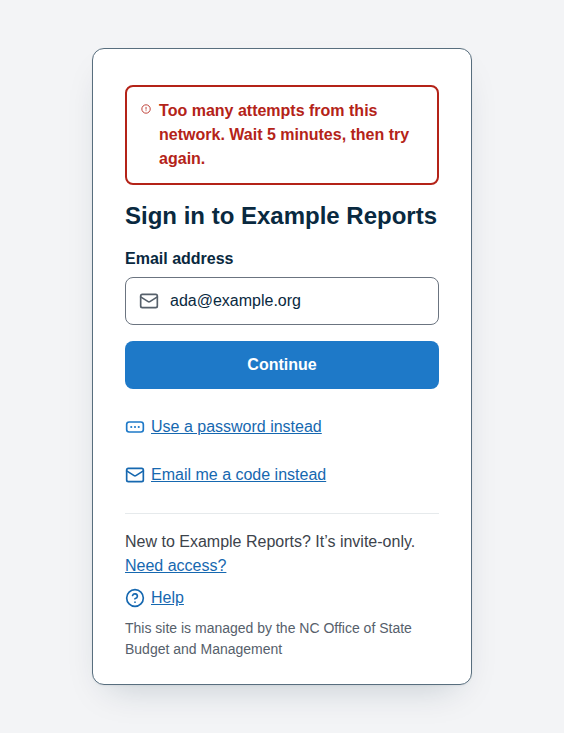 Too many attempts from this
network. Wait 5 minutes, then try
again.
Sign in to Example Reports
Email address
ada@example.org
Continue
Use a password instead
Email me a code instead
New to Example Reports? It’s invite-only.
Need access?
Help
This site is managed by the NC Office of State
Budget and Management